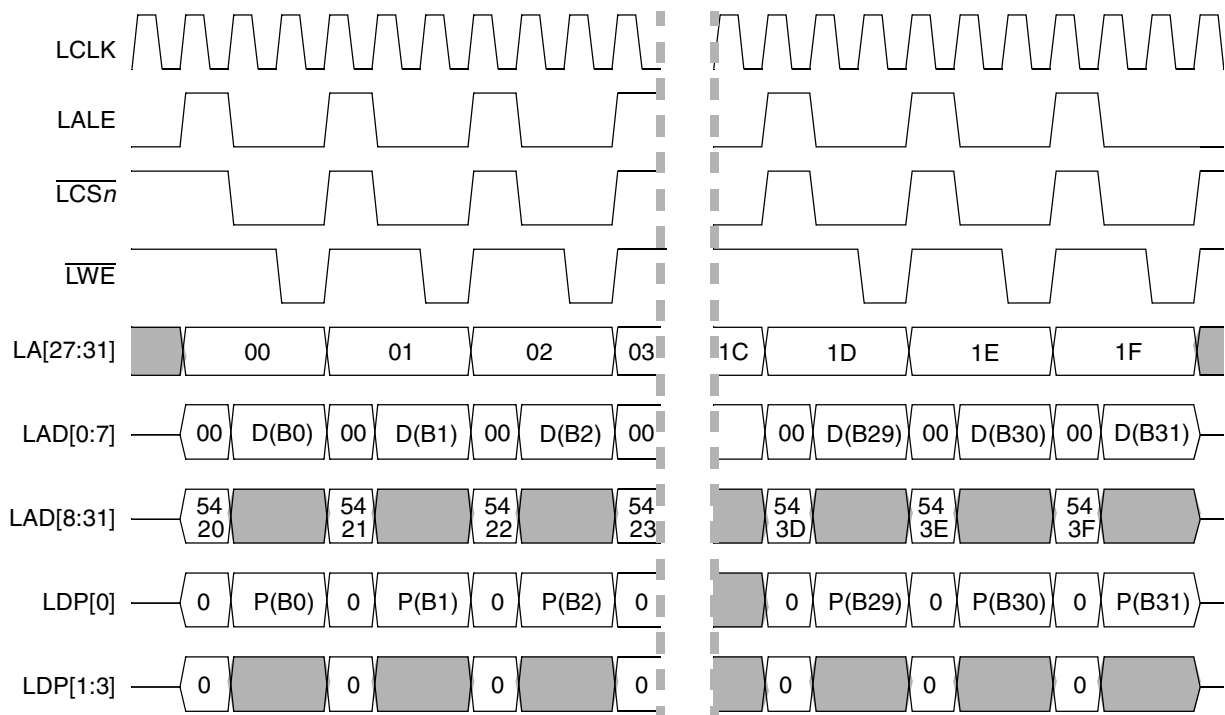 LCLK
LALE
LCSn
LWE
LA[27:31] 00 01 02 03 1C 1D 1E 1F
LAD[0:7] 00 D(B0) 00 D(B1) 00 D(B2) 00 00 D(B29) 00 D(B30) 00 D(B31)
54 54 54 54 54 54 54
LAD[8:31] 20 21 22 23 3D 3E 3F
LDP[0] 0 P(B0) 0 P(B1) 0 P(B2) 0 0 P(B29) 0 P(B30) 0 P(B31)
LDP[1:3] 0 0 0 0 0 0 0